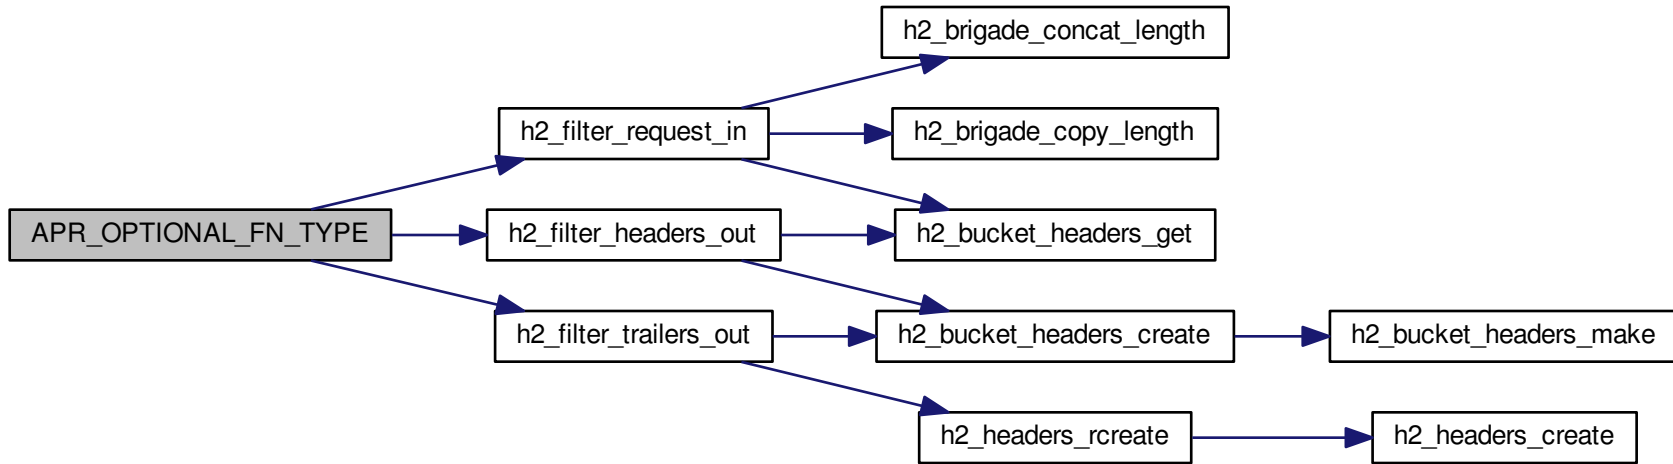 h2_brigade_concat_length
h2_filter_request_in
h2_brigade_copy_length
APR_OPTIONAL_FN_TYPE
h2_filter_headers_out
h2_bucket_headers_get
h2_filter_trailers_out
h2_bucket_headers_create
h2_bucket_headers_make
h2_headers_rcreate
h2_headers_create